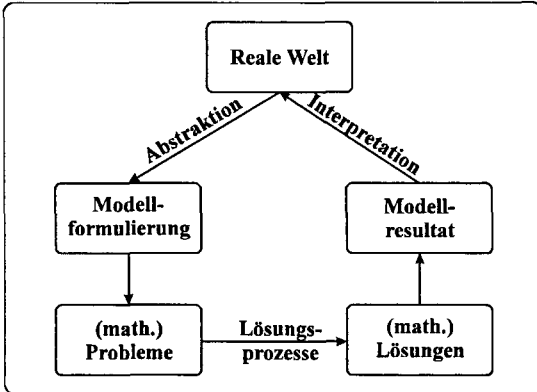 Reale Welt
Abstraktion
Interpretation
Modell-
formulierung
Modell-
resultat
(math.)
Probleme
Lösungs-
prozesse
(math.)
Lösungen